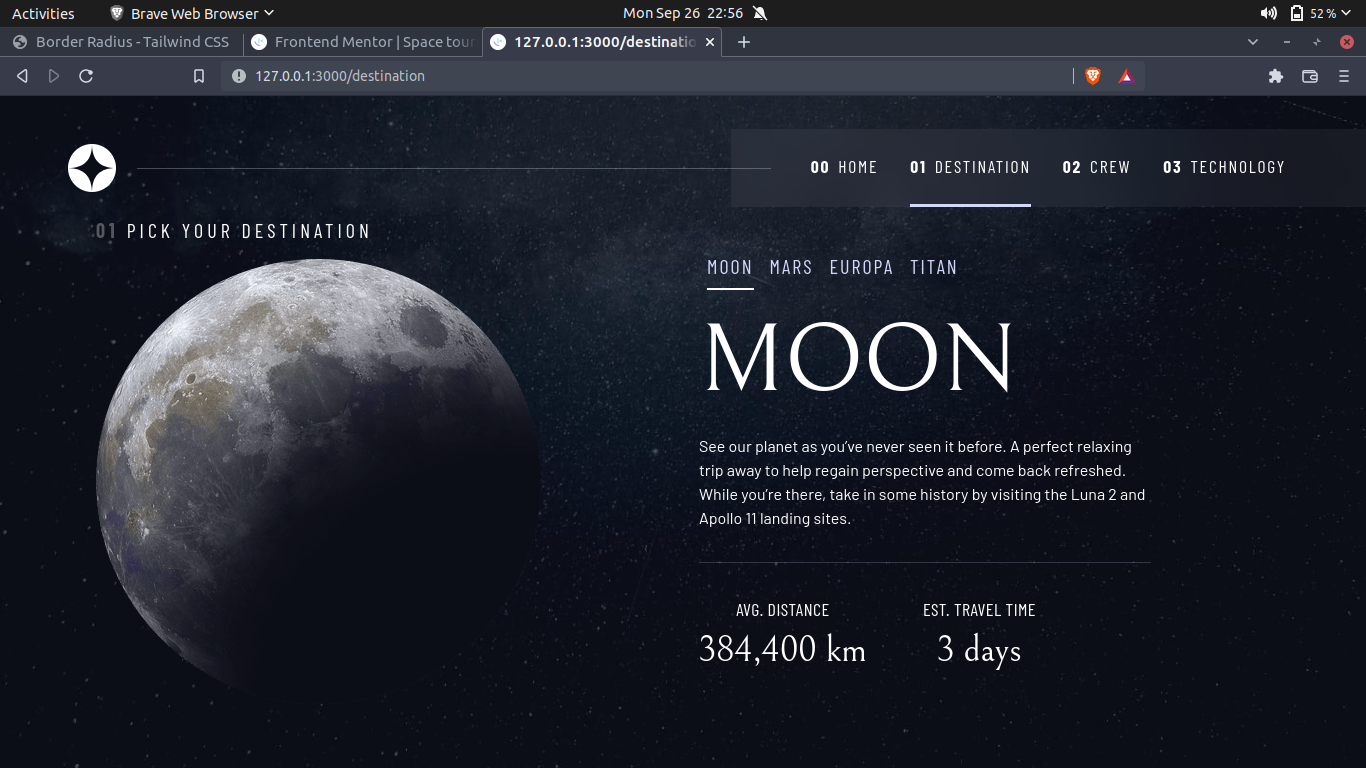 Activities Brave Web Browser Mon Sep 26 22:56 52 %
Border Radius - Tailwind CSS Frontend Mentor | Space tour 127.0.0.1:3000/destinatio
127.0.0.1:3000/destination
00 HOME 01 DESTINATION 02 CREW 03 TECHNOLOGY
01 PICK YOUR DESTINATION
MOON MARS EUROPA TITAN
MOON
See our planet as you’ve never seen it before. A perfect relaxing
trip away to help regain perspective and come back refreshed.
While you’re there, take in some history by visiting the Luna 2 and
Apollo 11 landing sites.
AVG. DISTANCE EST. TRAVEL TIME
384,400 km 3 days